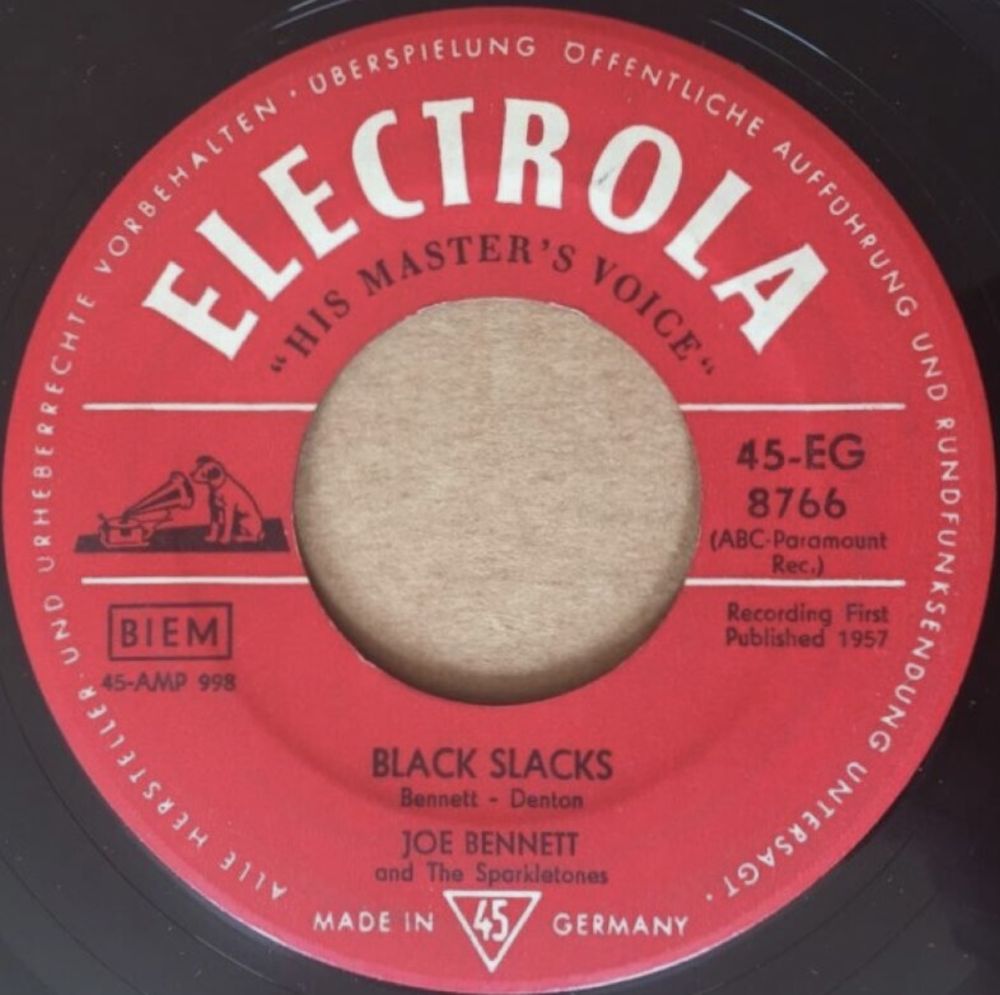 ALLE HERSTELLER- UND URHEBERRECHTE VORBEHALTEN · ÜBERSPIELUNG ÖFFENTLICHE AUFFÜHRUNG UND RUNDFUNKSENDUNG UNTERSAGT ·
ELECTROLA
“HIS MASTER'S VOICE“
45-EG
8766
(ABC-Paramount
Rec.)
BIEM
45-AMP 998
Recording First
Published 1957
BLACK SLACKS
Bennett - Denton
JOE BENNETT
and The Sparkletones
MADE IN 45 GERMANY